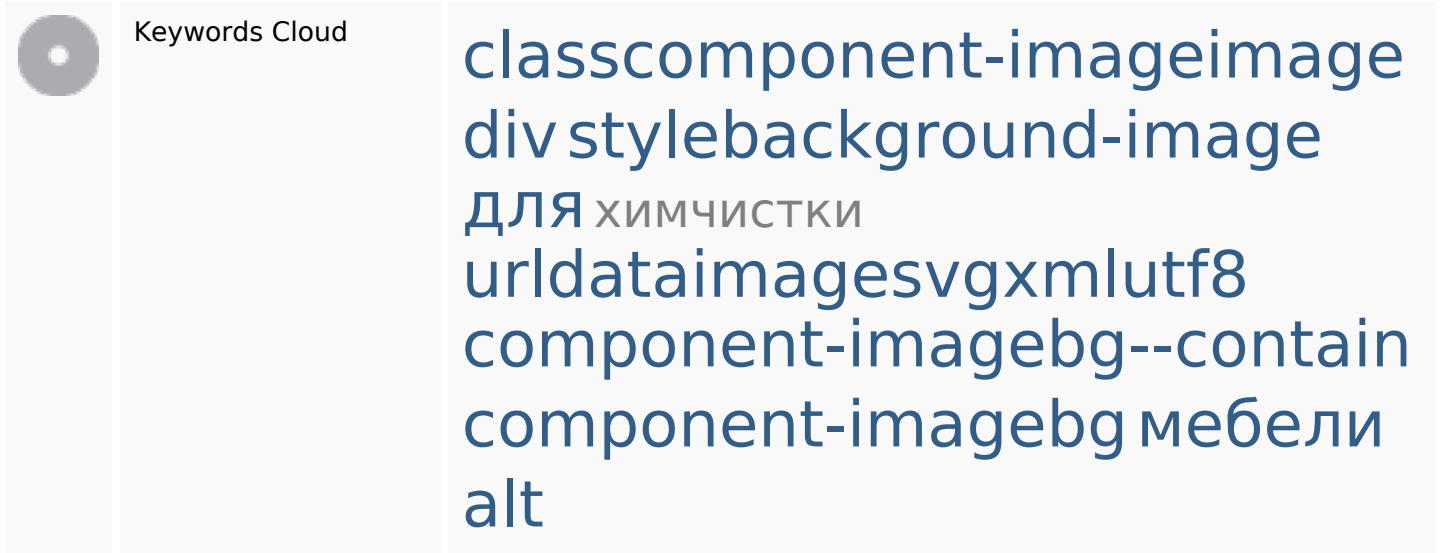 Keywords Cloud
classcomponent-imageimage
div stylebackground-image
для химчистки
urldataimagesvgxmlutf8
component-imagebg--contain
component-imagebg мебели
alt